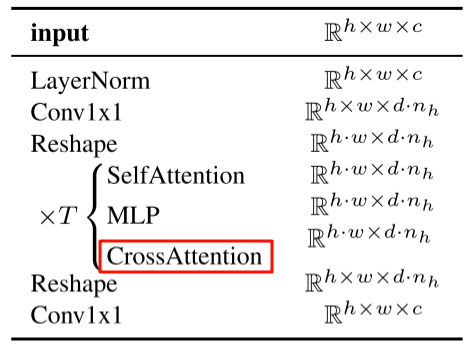 input ℝ^{h×w×c}
LayerNorm ℝ^{h×w×c}
Conv1x1 ℝ^{h×w×d·n_h}
Reshape ℝ^{h·w×d·n_h}
SelfAttention ℝ^{h·w×d·n_h}
×T { MLP ℝ^{h·w×d·n_h}
CrossAttention ℝ^{h·w×d·n_h}
Reshape ℝ^{h×w×d·n_h}
Conv1x1 ℝ^{h×w×c}